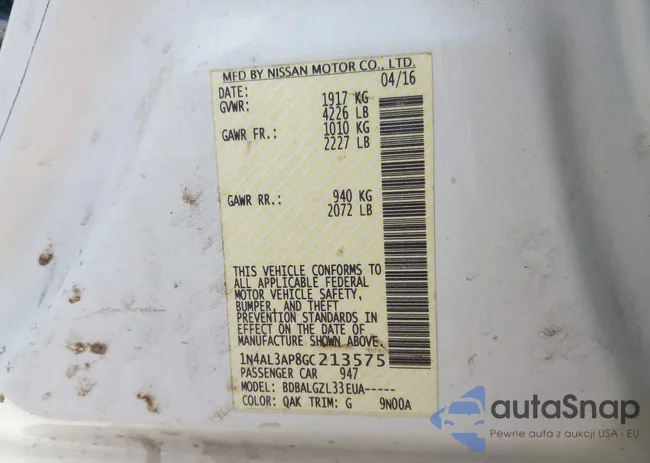 MFD BY NISSAN MOTOR CO., LTD.
DATE: 04/16
GVWR: 1917 KG
4226 LB
GAWR FR.: 1010 KG
2227 LB
GAWR RR.: 940 KG
2072 LB
THIS VEHICLE CONFORMS TO
ALL APPLICABLE FEDERAL
MOTOR VEHICLE SAFETY,
BUMPER, AND THEFT
PREVENTION STANDARDS IN
EFFECT ON THE DATE OF
MANUFACTURE SHOWN ABOVE.
1N4AL3AP8GC213575
PASSENGER CAR 947
MODEL: BDBALGZL33EUA-----
COLOR: QAK TRIM: G 9N00A
autoSnap
Pewne auta z aukcji USA i EU